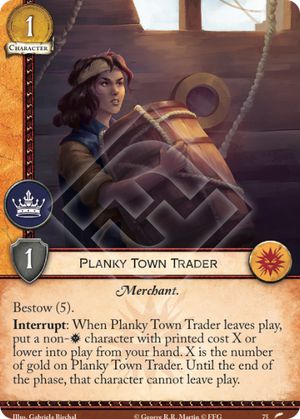 1
CHARACTER
1
PLANKY TOWN TRADER
Merchant.
Bestow (5).
Interrupt: When Planky Town Trader leaves play,
put a non- character with printed cost X or
lower into play from your hand. X is the number
of gold on Planky Town Trader. Until the end of
the phase, that character cannot leave play.
Illus. Gabriela Birchal
© George R.R. Martin © FFG
75